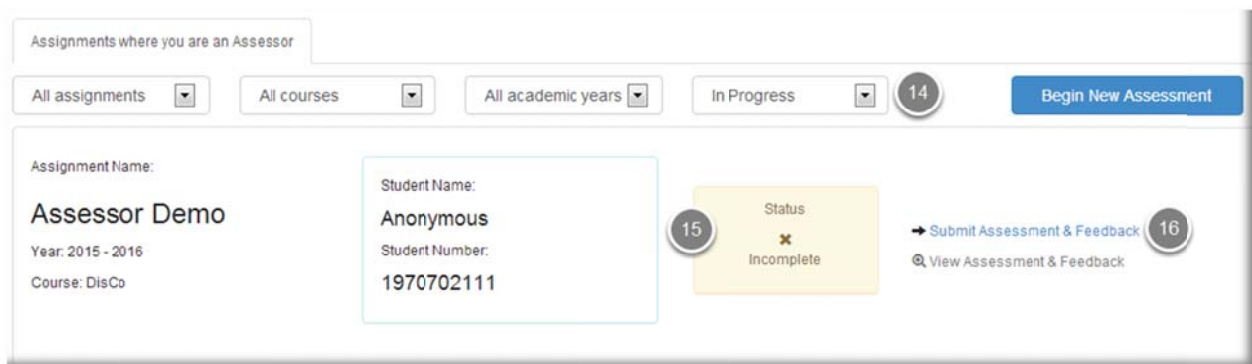 Assignments where you are an Assessor
All assignments All courses All academic years In Progress 14 Begin New Assessment
Assignment Name:
Assessor Demo
Year: 2015 - 2016
Course: DisCo
Student Name:
Anonymous
Student Number:
1970702111
15
Status
Incomplete
Submit Assessment & Feedback 16
View Assessment & Feedback